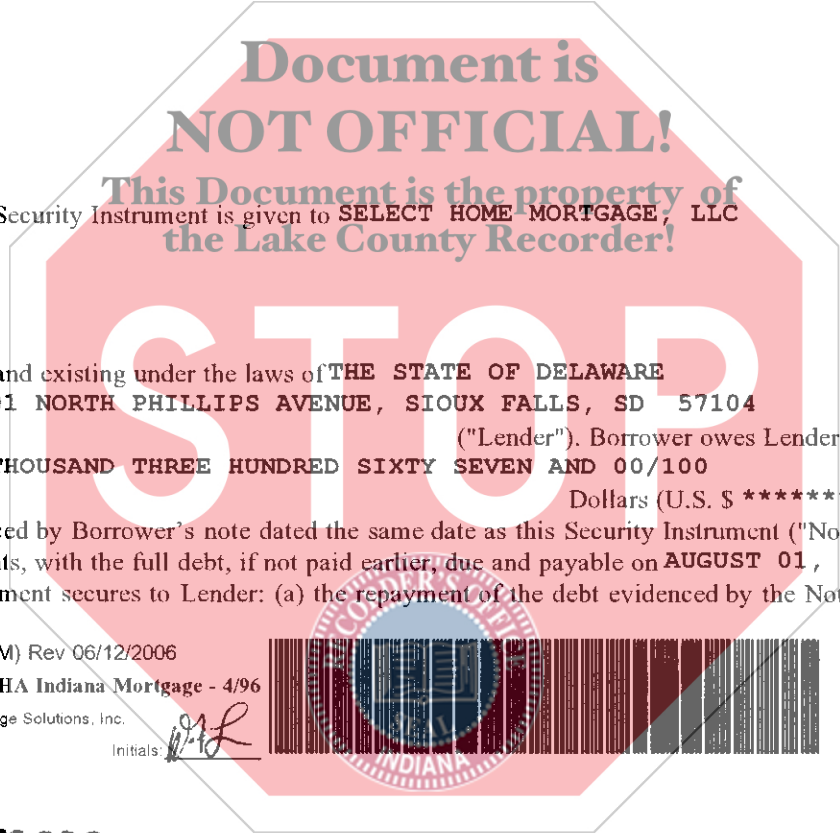 Document is
NOT OFFICIAL!
This Document is the property of
Security Instrument is given to SELECT HOME MORTGAGE, LLC
the Lake County Recorder!
STOP
and existing under the laws of THE STATE OF DELAWARE
1 NORTH PHILLIPS AVENUE, SIOUX FALLS, SD 57104
("Lender"). Borrower owes Lender
THOUSAND THREE HUNDRED SIXTY SEVEN AND 00/100
Dollars (U.S. $ *******
ced by Borrower's note dated the same date as this Security Instrument ("No
ts, with the full debt, if not paid earlier, due and payable on AUGUST 01,
ment secures to Lender: (a) the repayment of the debt evidenced by the Not
M) Rev 06/12/2006
HA Indiana Mortgage - 4/96
ge Solutions, Inc.
Initials:
RECORDER'S OFFICE
SEAL
INDIANA